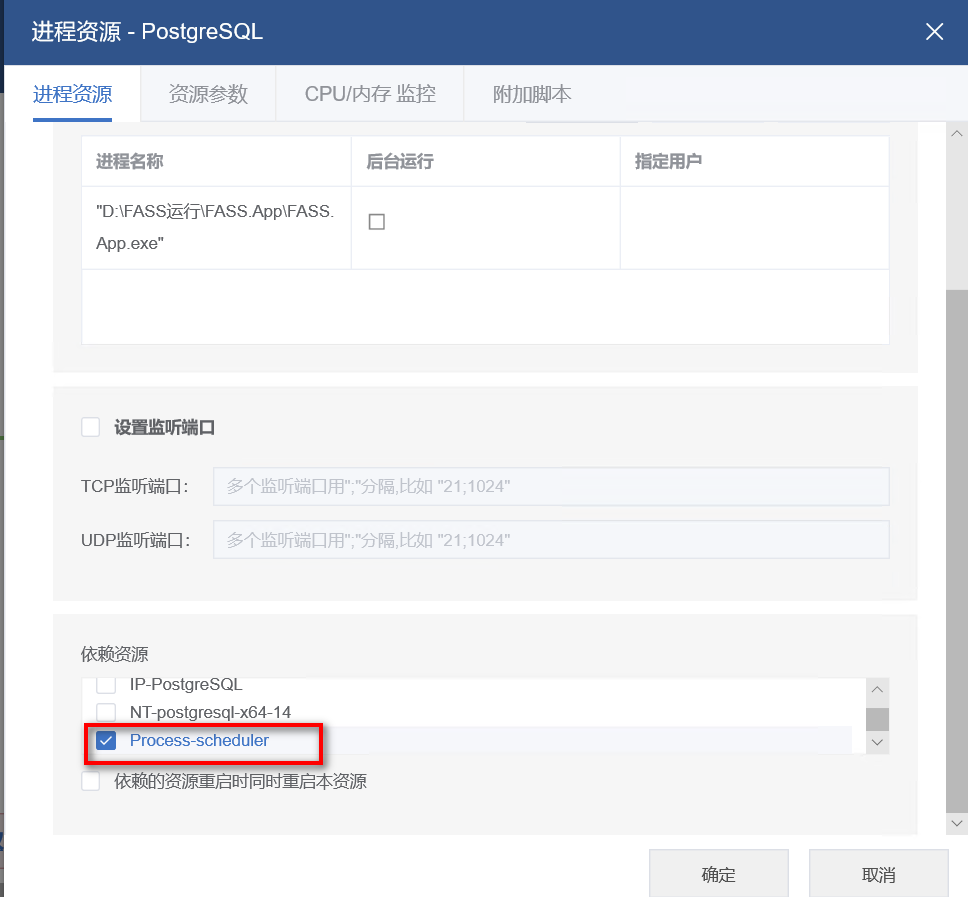 进程资源 - PostgreSQL
进程资源 资源参数 CPU/内存 监控 附加脚本
进程名称 后台运行 指定用户
"D:\FASS运行\FASS.App\FASS.
App.exe"
设置监听端口
TCP监听端口: 多个监听端口用";"分隔,比如 "21;1024"
UDP监听端口: 多个监听端口用";"分隔,比如 "21;1024"
依赖资源
IP-PostgreSQL
NT-postgresql-x64-14
Process-scheduler
依赖的资源重启时同时重启本资源
确定 取消